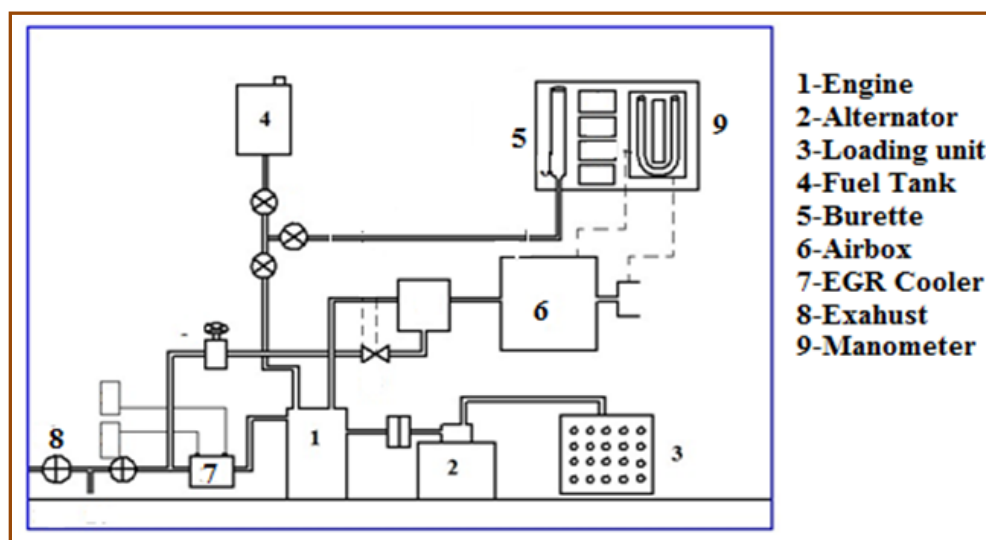 4
5
9
6
8
7
1
2
3
1-Engine
2-Alternator
3-Loading unit
4-Fuel Tank
5-Burette
6-Airbox
7-EGR Cooler
8-Exahust
9-Manometer